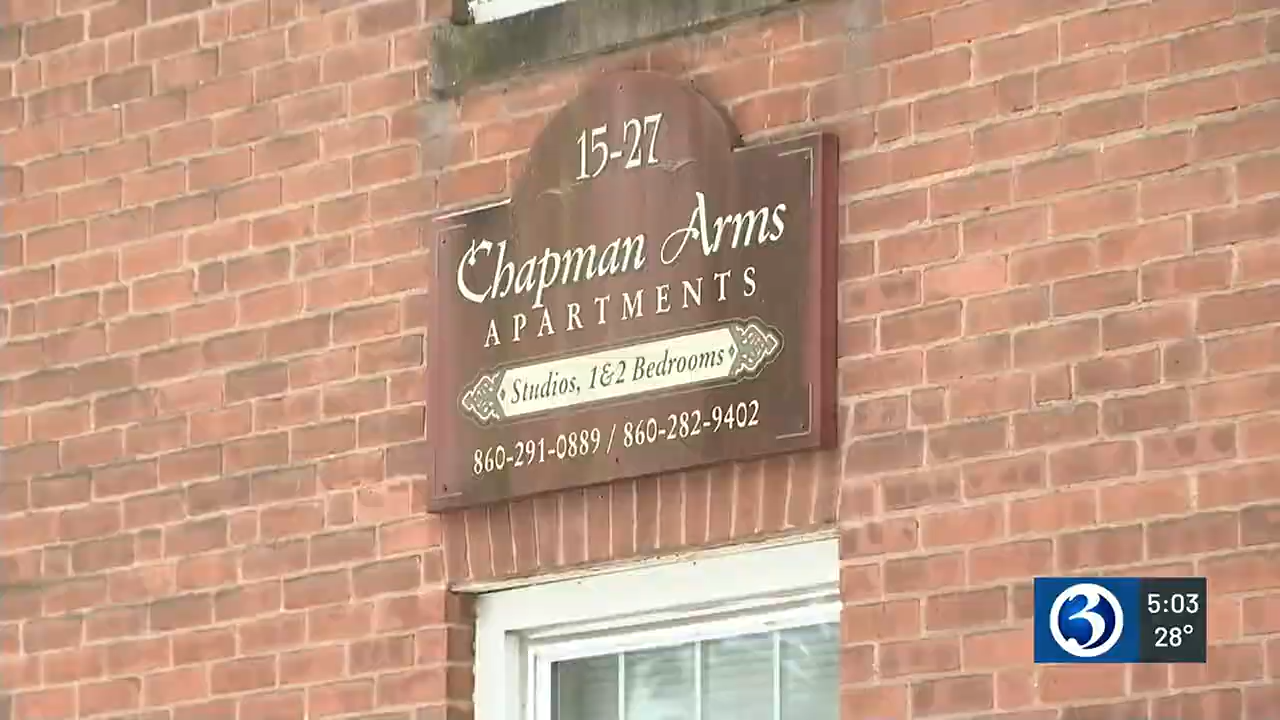 15-27
Chapman Arms
APARTMENTS
Studios, 1&2 Bedrooms
860-291-0889 / 860-282-9402
3
5:03
28°